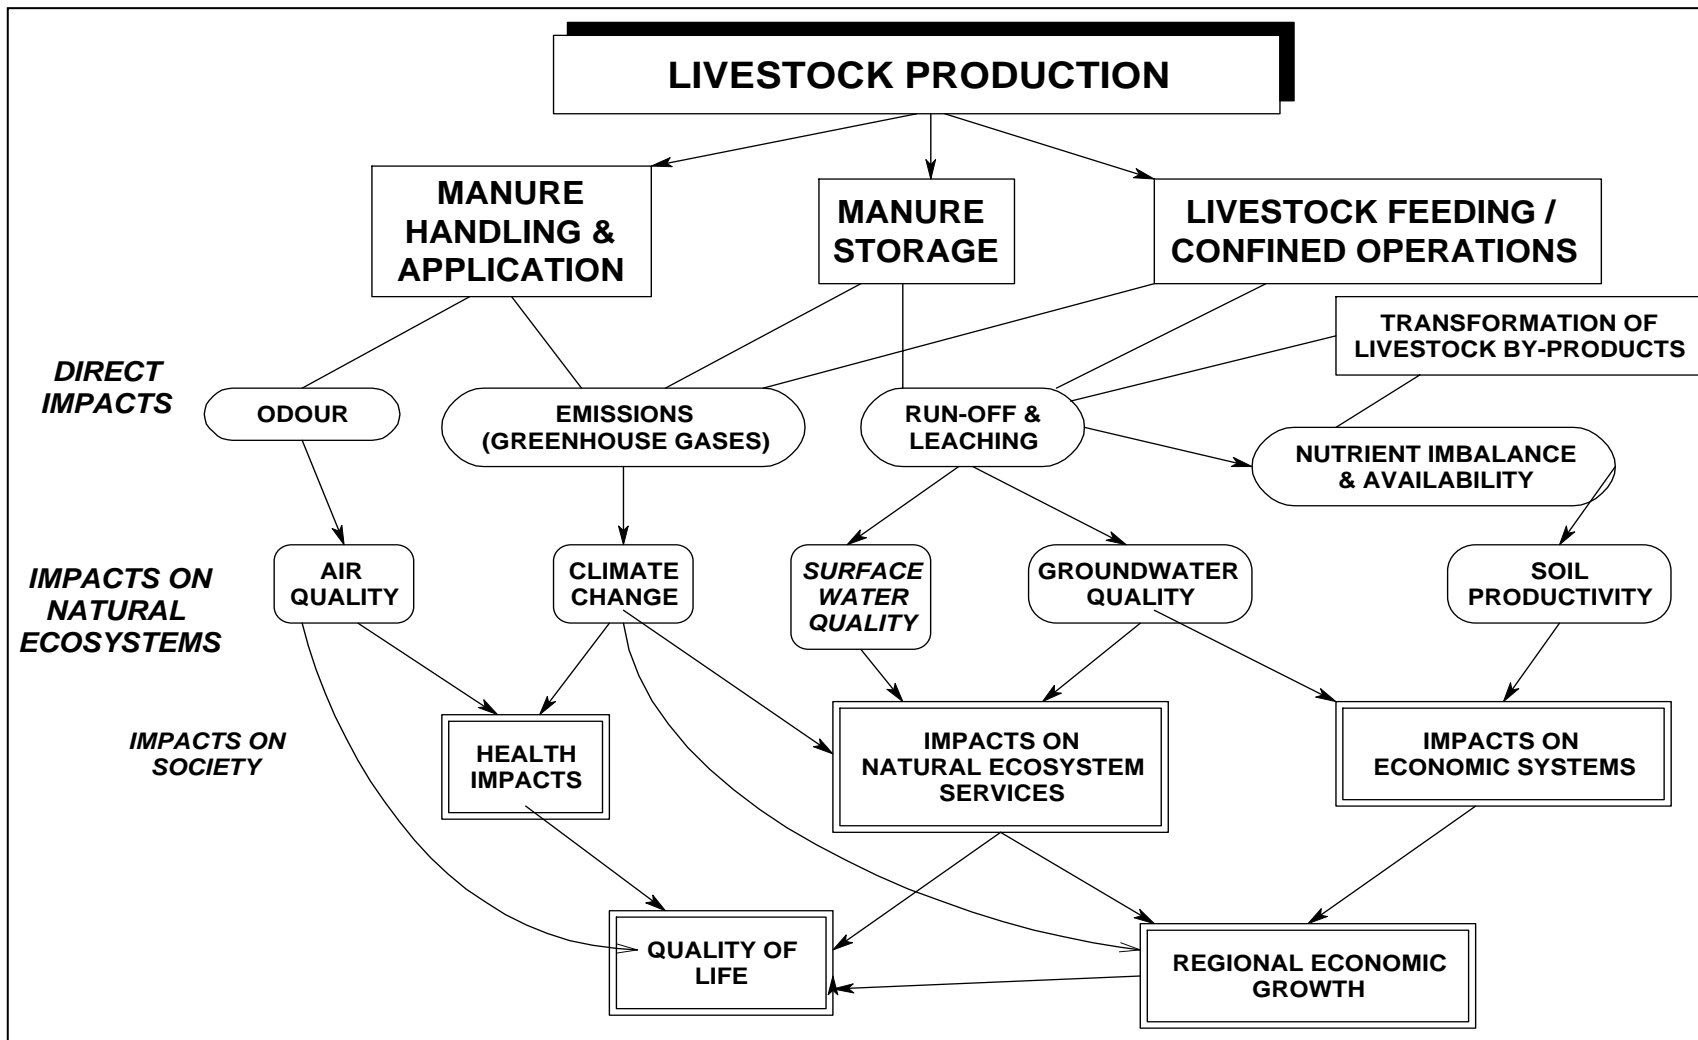 LIVESTOCK PRODUCTION
MANURE
HANDLING &
APPLICATION
MANURE
STORAGE
LIVESTOCK FEEDING /
CONFINED OPERATIONS
TRANSFORMATION OF
LIVESTOCK BY-PRODUCTS
DIRECT
IMPACTS
ODOUR
EMISSIONS
(GREENHOUSE GASES)
RUN-OFF &
LEACHING
NUTRIENT IMBALANCE
& AVAILABILITY
IMPACTS ON
NATURAL
ECOSYSTEMS
AIR
QUALITY
CLIMATE
CHANGE
SURFACE
WATER
QUALITY
GROUNDWATER
QUALITY
SOIL
PRODUCTIVITY
IMPACTS ON
SOCIETY
HEALTH
IMPACTS
IMPACTS ON
NATURAL ECOSYSTEM
SERVICES
IMPACTS ON
ECONOMIC SYSTEMS
QUALITY OF
LIFE
REGIONAL ECONOMIC
GROWTH